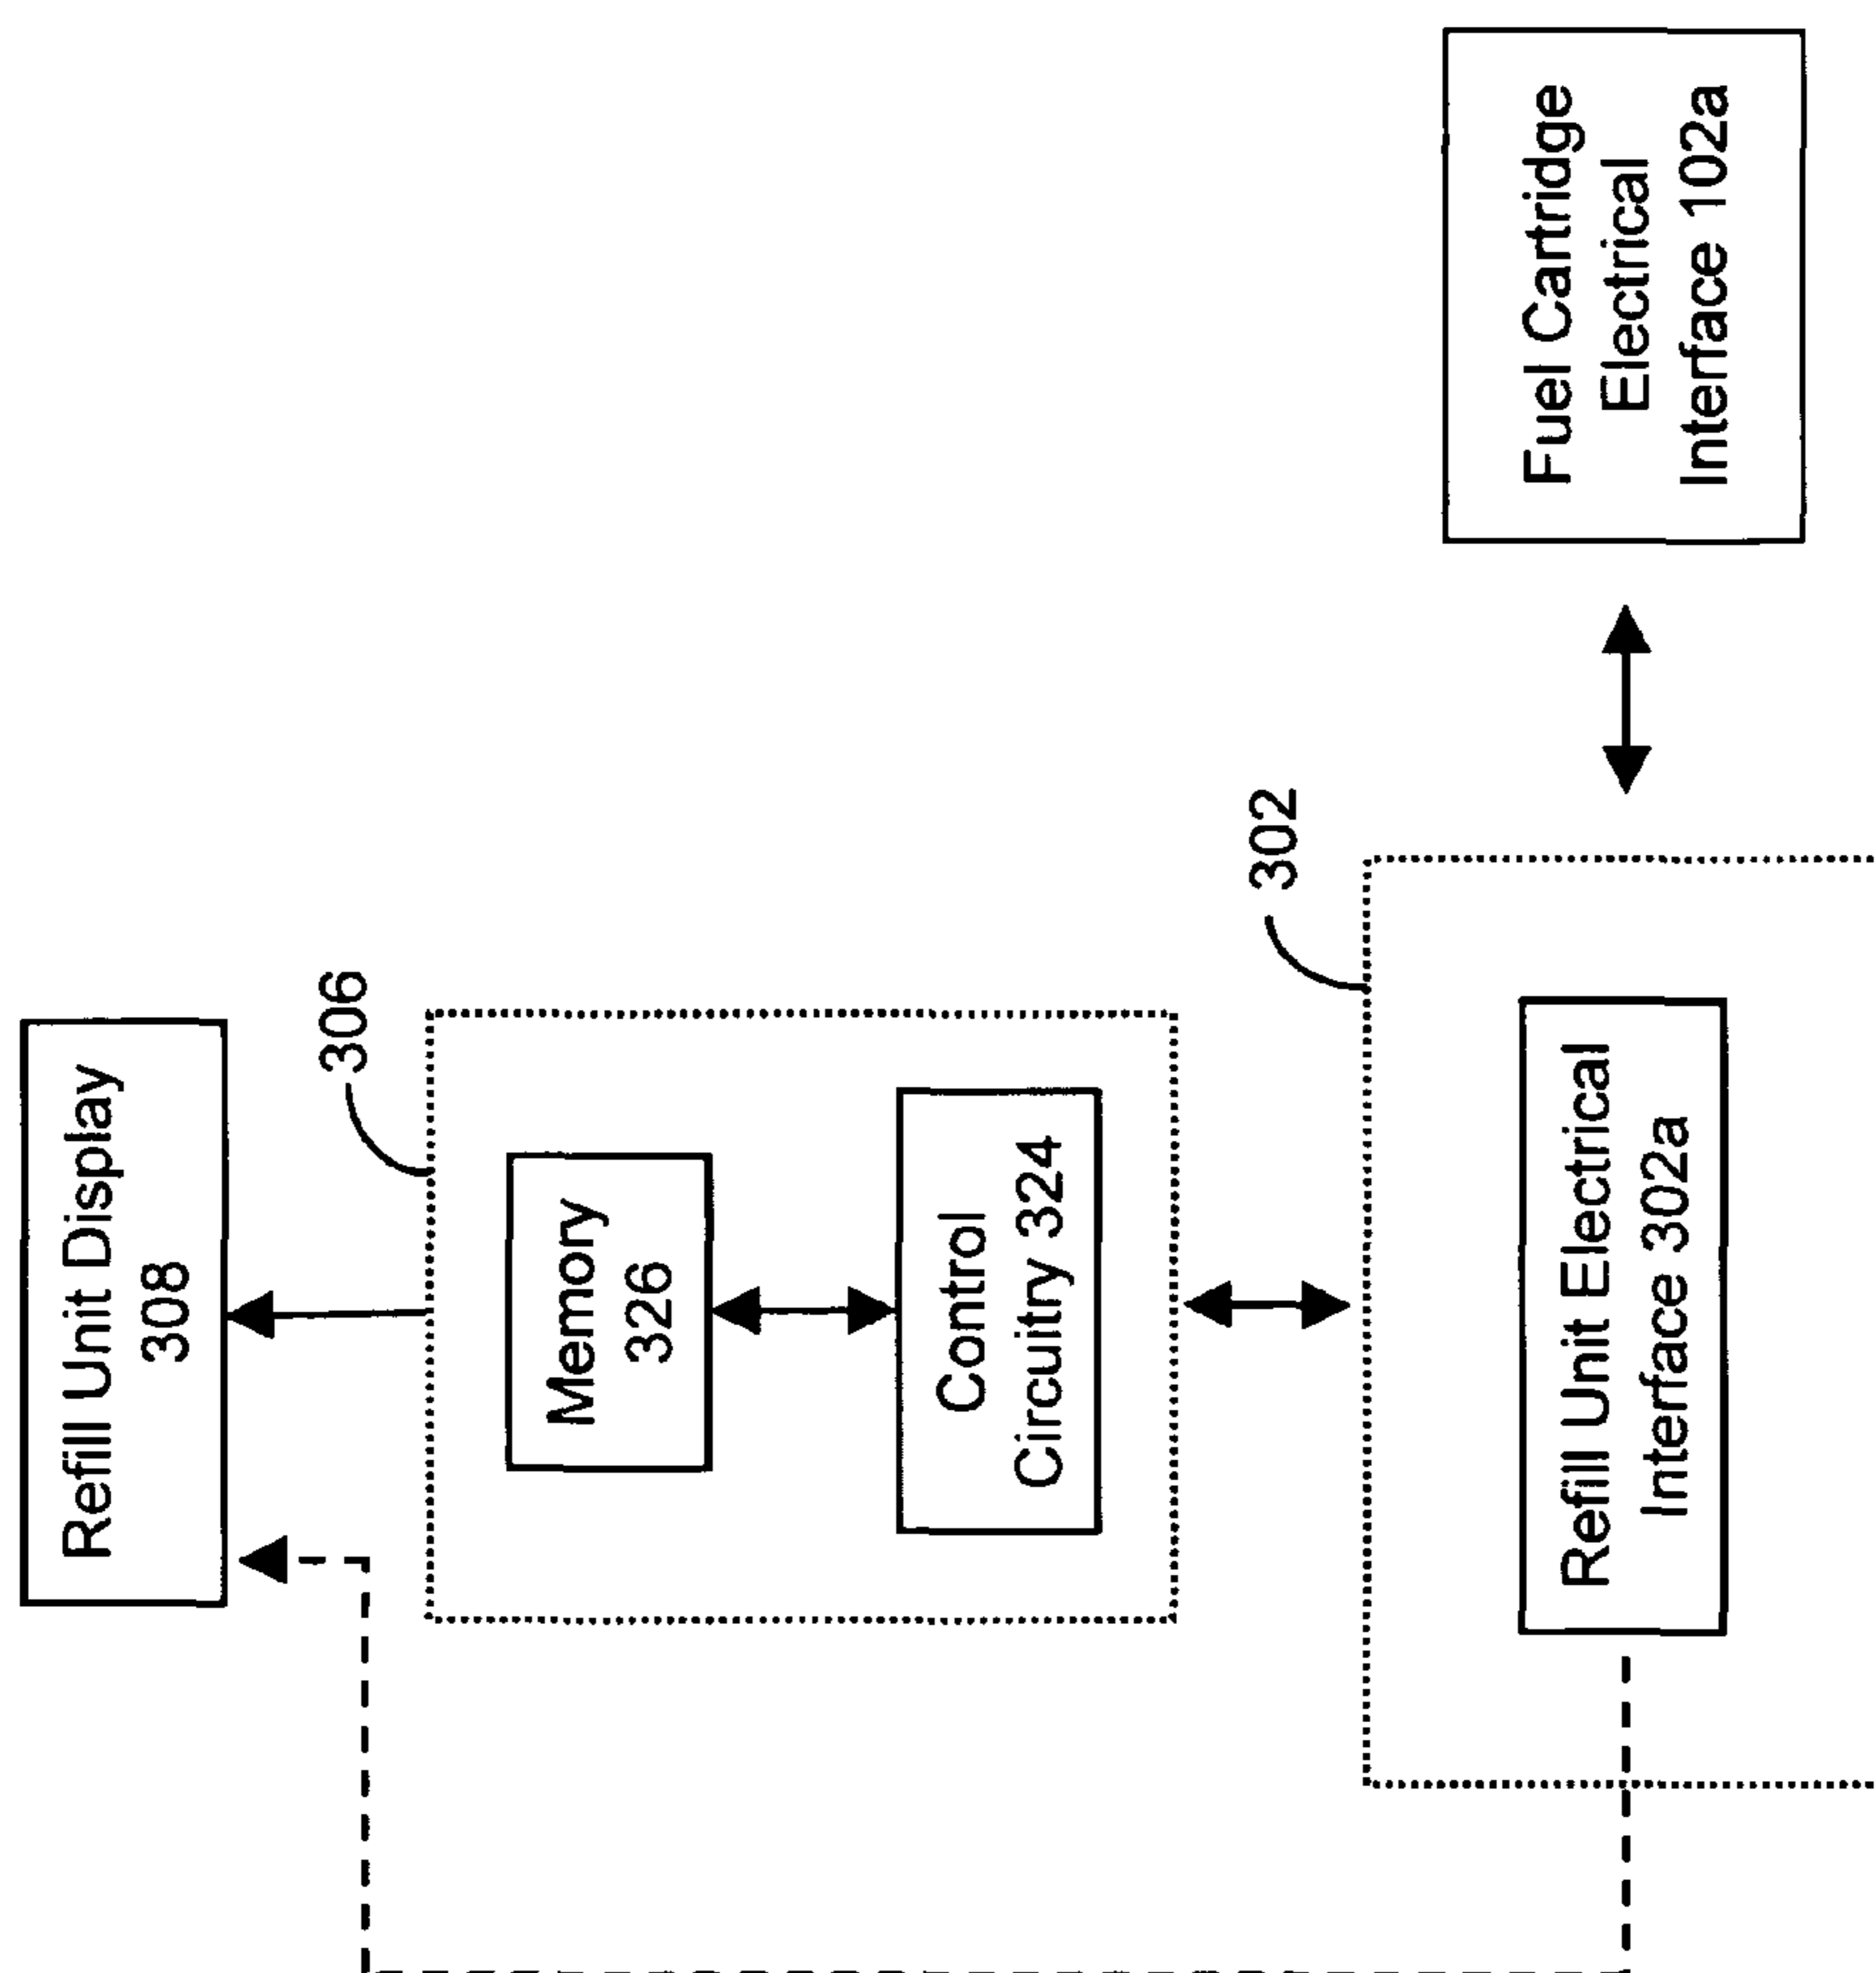 Refill Unit Display
308
306
Memory
326
Control
Circuitry 324
302
Refill Unit Electrical
Interface 302a
Fuel Cartridge
Electrical
Interface 102a